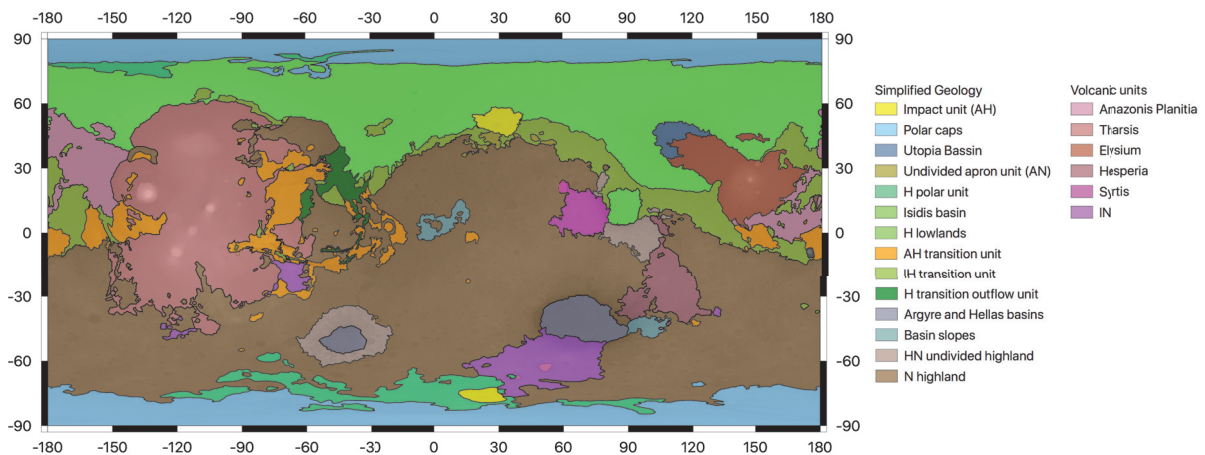 -180 -150 -120 -90 -60 -30 0 30 60 90 120 150 180
90 90
60 60
30 30
0 0
-30 -30
-60 -60
-90 -90
-180 -150 -120 -90 -60 -30 0 30 60 90 120 150 180
Simplified Geology
Impact unit (AH)
Polar caps
Utopia Bassin
Undivided apron unit (AN)
H polar unit
Isidis basin
H lowlands
AH transition unit
IH transition unit
H transition outflow unit
Argyre and Hellas basins
Basin slopes
HN undivided highland
N highland
Volcanic units
Anazonis Planitia
Tharsis
Elysium
Hesperia
Syrtis
IN